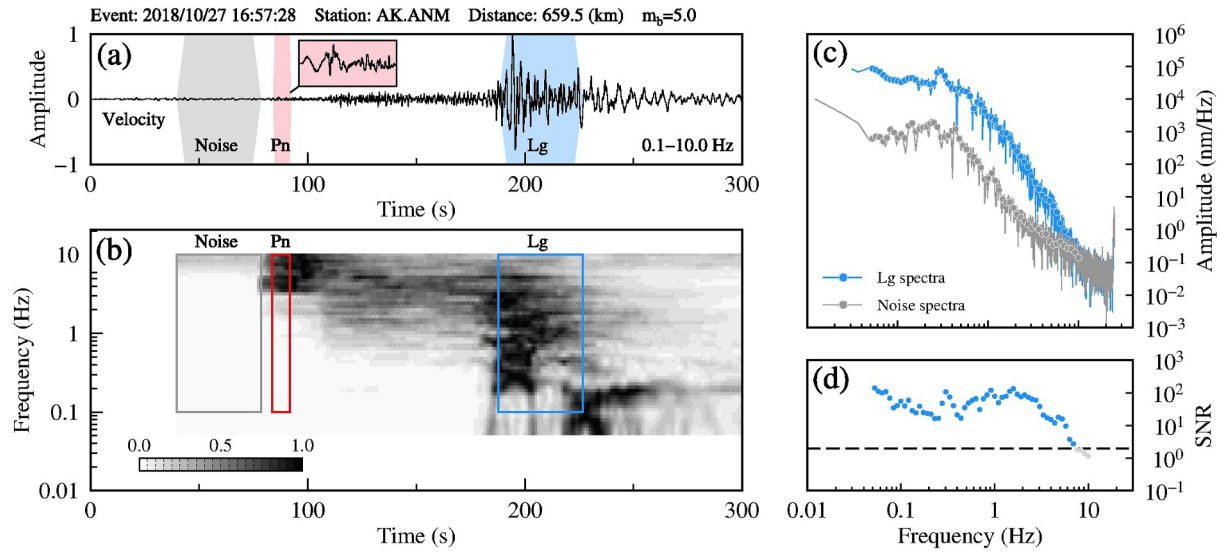 Event: 2018/10/27 16:57:28 Station: AK.ANM Distance: 659.5 (km) m_b=5.0
(a)
Amplitude
1
0
−1
Velocity
Noise
Pn
Lg
0.1−10.0 Hz
0 100 200 300
Time (s)
(b)
Noise
Pn
Lg
Frequency (Hz)
10
1
0.1
0.01
0.0 0.5 1.0
0 100 200 300
Time (s)
(c)
10^6
10^5
10^4
10^3
10^2
10^1
10^0
10^−1
10^−2
10^−3
Amplitude (nm/Hz)
Lg spectra
Noise spectra
0.1 1 10
(d)
10^3
10^2
10^1
10^0
10^−1
SNR
0.01 0.1 1 10
Frequency (Hz)